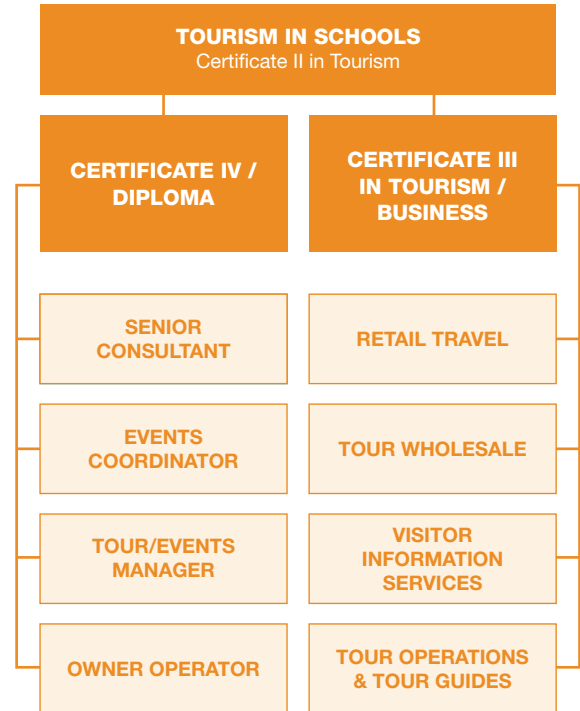 TOURISM IN SCHOOLS
Certificate II in Tourism
CERTIFICATE IV /
DIPLOMA
CERTIFICATE III
IN TOURISM /
BUSINESS
SENIOR
CONSULTANT
RETAIL TRAVEL
EVENTS
COORDINATOR
TOUR WHOLESALE
TOUR/EVENTS
MANAGER
VISITOR
INFORMATION
SERVICES
OWNER OPERATOR
TOUR OPERATIONS
& TOUR GUIDES